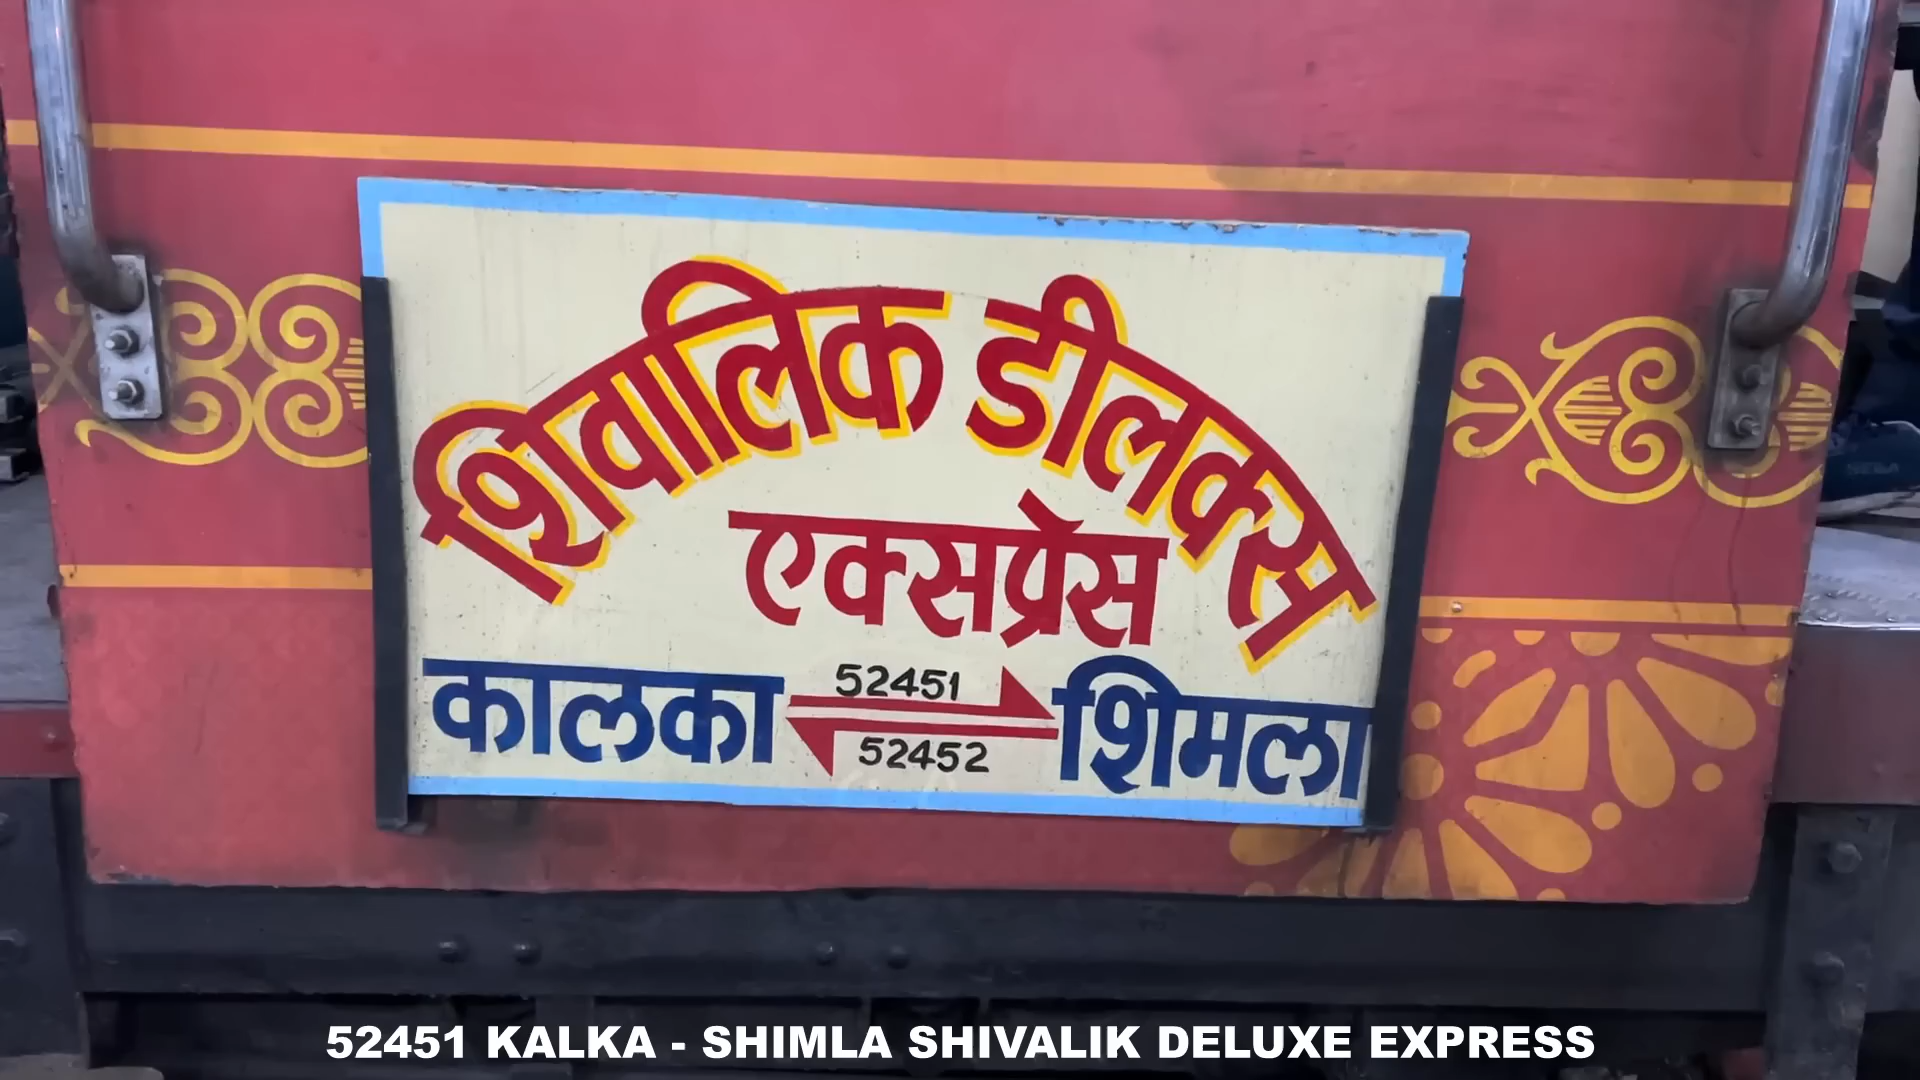 शिवालिक डीलक्स
एक्सप्रेस
52451
कालका शिमला
52452
52451 KALKA - SHIMLA SHIVALIK DELUXE EXPRESS